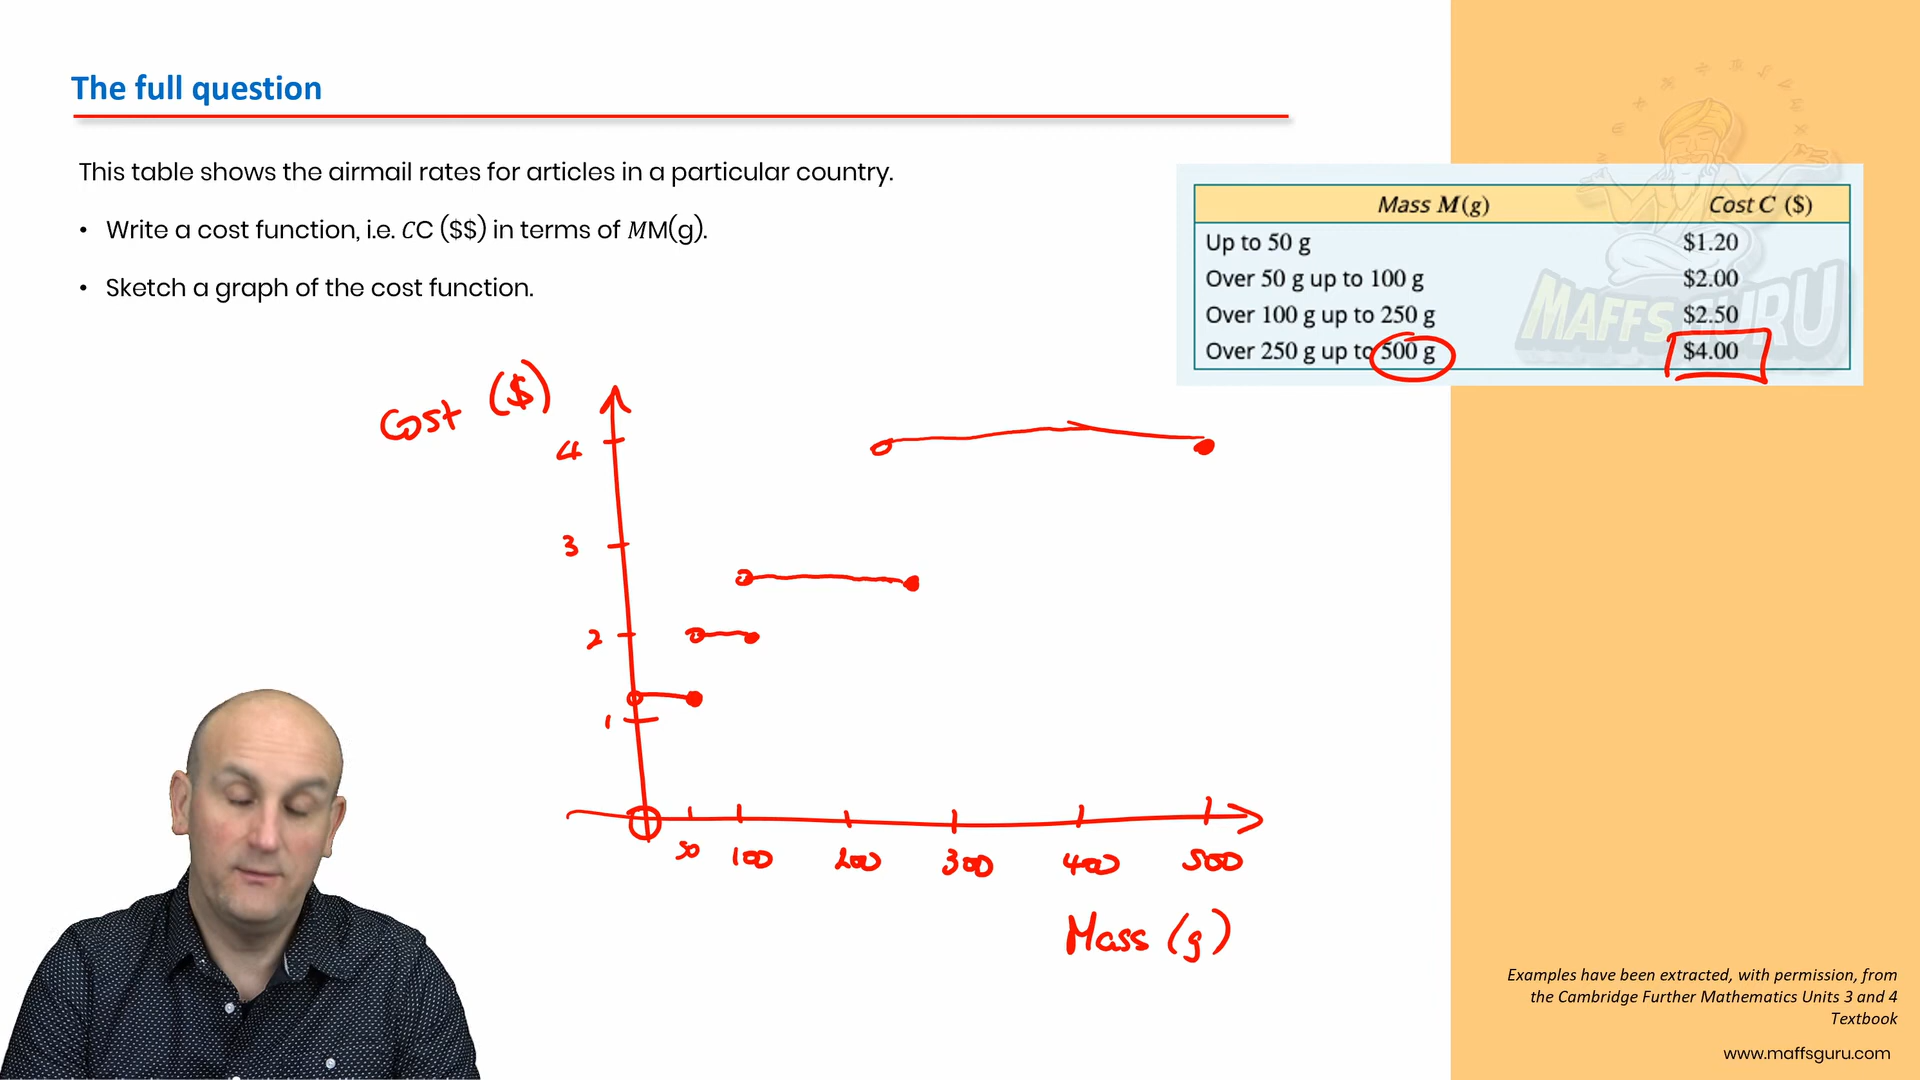 The full question
This table shows the airmail rates for articles in a particular country.
• Write a cost function, i.e. 𝐶C ($$) in terms of 𝑀M(g).
• Sketch a graph of the cost function.
Mass M(g) Cost C ($)
Up to 50 g $1.20
Over 50 g up to 100 g $2.00
Over 100 g up to 250 g $2.50
Over 250 g up to 500 g $4.00
MAFFS GURU
Cost ($)
4
3
2
1
50 100 200 300 400 500
Mass (g)
Examples have been extracted, with permission, from
the Cambridge Further Mathematics Units 3 and 4
Textbook
www.maffsguru.com